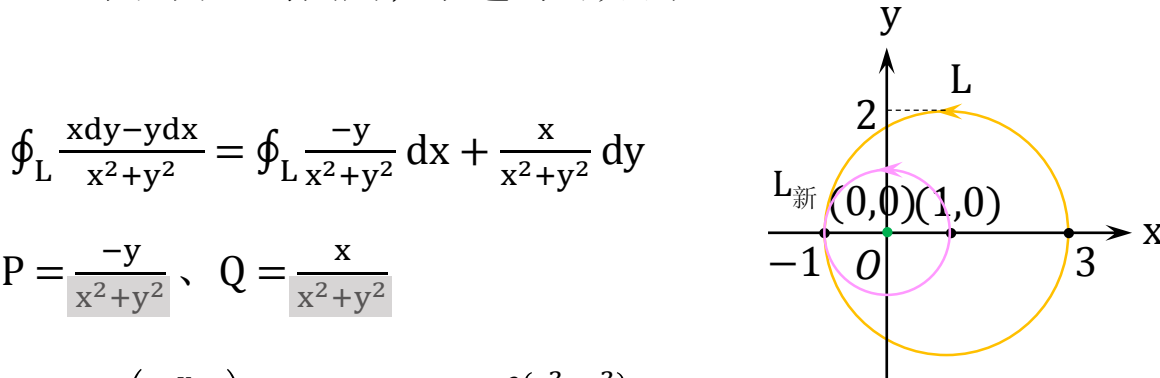 ∮_L (xdy−ydx)/(x²+y²) = ∮_L (−y)/(x²+y²) dx + x/(x²+y²) dy
P = (−y)/(x²+y²) 、 Q = x/(x²+y²)
y
L
2
L新 (0,0) (1,0)
x
−1 O 3